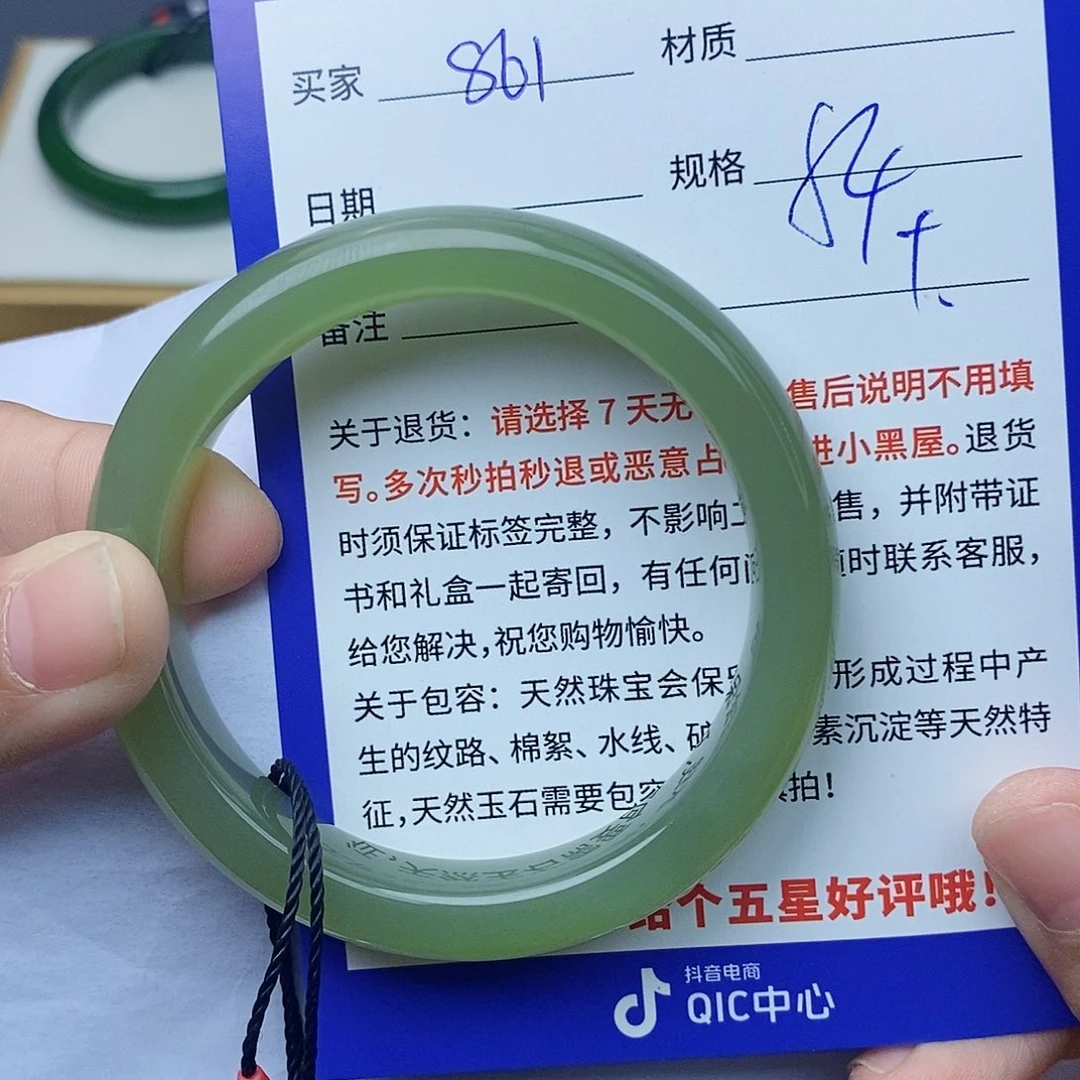 买家 861 材质
日期 规格 54
备注
关于退货：请选择7天无 售后说明不用填
写。多次秒拍秒退或恶意占 进小黑屋。退货
时须保证标签完整，不影响 售，并附带证
书和礼盒一起寄回，有任何 随时联系客服，
给您解决，祝您购物愉快。
关于包容：天然珠宝会保 形成过程中产
生的纹路、棉絮、水线、矿 素沉淀等天然特
征，天然玉石需要包容 拍！
给个五星好评哦！
抖音电商
QIC中心